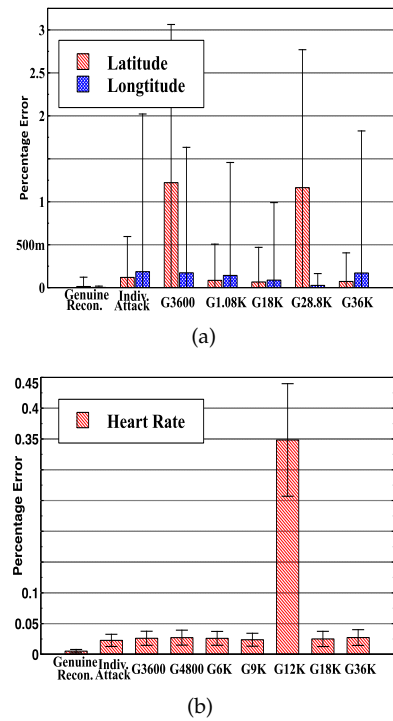 3
2.5
2
1
500m
0
Percentage Error
Latitude
Longtitude
Genuine Recon.
Indiv. Attack
G3600
G1.08K
G18K
G28.8K
G36K
(a)
0.45
0.4
0.35
0.1
0.05
0
Percentage Error
Heart Rate
Genuine Recon.
Indiv. Attack
G3600
G4800
G6K
G9K
G12K
G18K
G36K
(b)